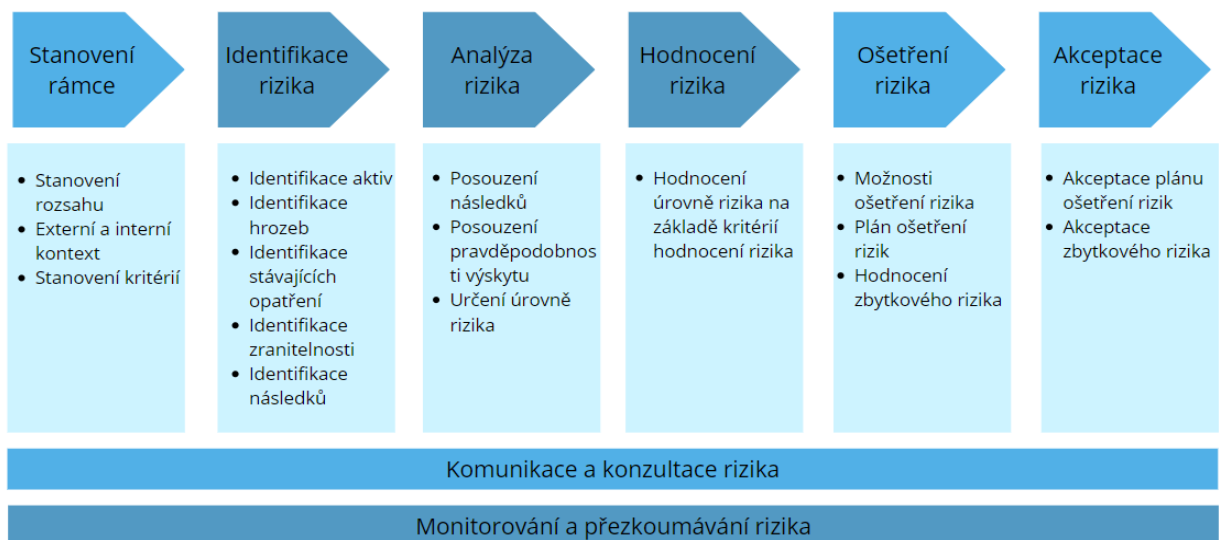 Stanovení
rámce
Identifikace
rizika
Analýza
rizika
Hodnocení
rizika
Ošetření
rizika
Akceptace
rizika
• Stanovení
rozsahu
• Externí a interní
kontext
• Stanovení kritérií
• Identifikace aktiv
• Identifikace
hrozeb
• Identifikace
stávajících
opatření
• Identifikace
zranitelnosti
• Identifikace
následků
• Posouzení
následků
• Posouzení
pravděpodobnos
ti výskytu
• Určení úrovně
rizika
• Hodnocení
úrovně rizika na
základě kritérií
hodnocení rizika
• Možnosti
ošetření rizika
• Plán ošetření
rizik
• Hodnocení
zbytkového rizika
• Akceptace plánu
ošetření rizik
• Akceptace
zbytkového rizika
Komunikace a konzultace rizika
Monitorování a přezkoumávání rizika